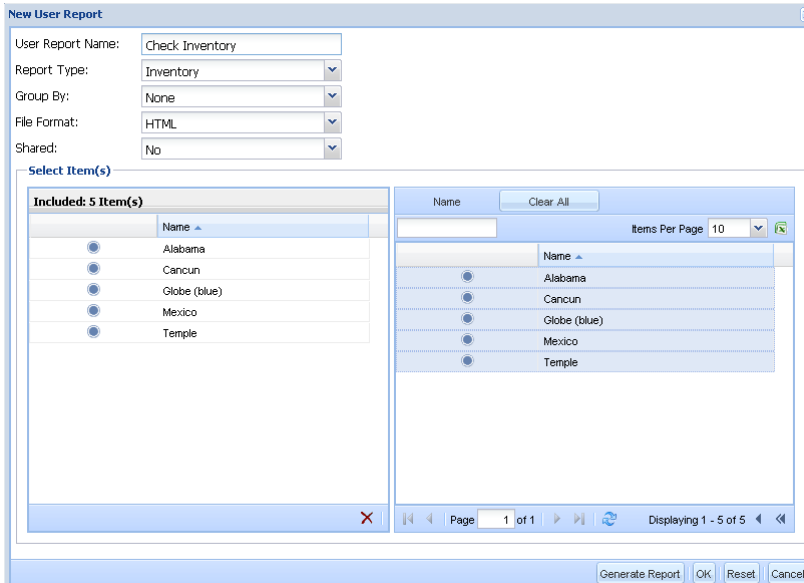 New User Report
User Report Name: Check Inventory
Report Type: Inventory
Group By: None
File Format: HTML
Shared: No
Select Item(s)
Included: 5 Item(s)
Name
Alabama
Cancun
Globe (blue)
Mexico
Temple
Name Clear All
Items Per Page 10
Name
Alabama
Cancun
Globe (blue)
Mexico
Temple
Page 1 of 1 Displaying 1 - 5 of 5
Generate Report OK Reset Cancel